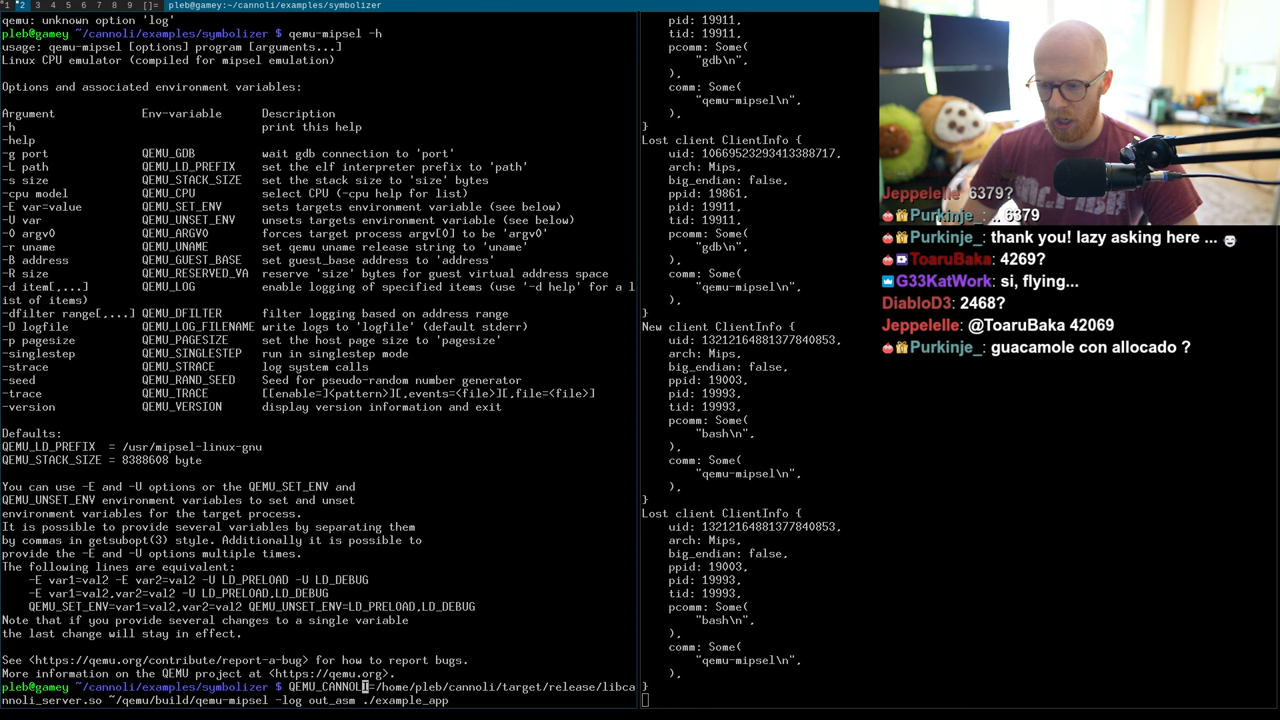 1 2 3 4 5 6 7 8 9 []= pleb@gamey:~/cannoli/examples/symbolizer
qemu: unknown option 'log'
pleb@gamey ~/cannoli/examples/symbolizer $ qemu-mipsel -h
usage: qemu-mipsel [options] program [arguments...]
Linux CPU emulator (compiled for mipsel emulation)
Options and associated environment variables:
Argument Env-variable Description
-h print this help
-help
-g port QEMU_GDB wait gdb connection to 'port'
-L path QEMU_LD_PREFIX set the elf interpreter prefix to 'path'
-s size QEMU_STACK_SIZE set the stack size to 'size' bytes
-cpu model QEMU_CPU select CPU (-cpu help for list)
-E var=value QEMU_SET_ENV sets targets environment variable (see below)
-U var QEMU_UNSET_ENV unsets targets environment variable (see below)
-0 argv0 QEMU_ARGV0 forces target process argv[0] to be 'argv0'
-r uname QEMU_UNAME set qemu uname release string to 'uname'
-B address QEMU_GUEST_BASE set guest_base address to 'address'
-R size QEMU_RESERVED_VA reserve 'size' bytes for guest virtual address space
-d item[,...] QEMU_LOG enable logging of specified items (use '-d help' for a l
ist of items)
-dfilter range[,...] QEMU_DFILTER filter logging based on address range
-D logfile QEMU_LOG_FILENAME write logs to 'logfile' (default stderr)
-p pagesize QEMU_PAGESIZE set the host page size to 'pagesize'
-singlestep QEMU_SINGLESTEP run in singlestep mode
-strace QEMU_STRACE log system calls
-seed QEMU_RAND_SEED Seed for pseudo-random number generator
-trace QEMU_TRACE [[enable=]<pattern>][,events=<file>][,file=<file>]
-version QEMU_VERSION display version information and exit
Defaults:
QEMU_LD_PREFIX = /usr/mipsel-linux-gnu
QEMU_STACK_SIZE = 8388608 byte
You can use -E and -U options or the QEMU_SET_ENV and
QEMU_UNSET_ENV environment variables to set and unset
environment variables for the target process.
It is possible to provide several variables by separating them
by commas in getsubopt(3) style. Additionally it is possible to
provide the -E and -U options multiple times.
The following lines are equivalent:
-E var1=val2 -E var2=val2 -U LD_PRELOAD -U LD_DEBUG
-E var1=val2,var2=val2 -U LD_PRELOAD,LD_DEBUG
QEMU_SET_ENV=var1=val2,var2=val2 QEMU_UNSET_ENV=LD_PRELOAD,LD_DEBUG
Note that if you provide several changes to a single variable
the last change will stay in effect.
See <https://qemu.org/contribute/report-a-bug> for how to report bugs.
More information on the QEMU project at <https://qemu.org>.
pleb@gamey ~/cannoli/examples/symbolizer $ QEMU_CANNOLI=/home/pleb/cannoli/target/release/libca
nnoli_server.so ~/qemu/build/qemu-mipsel -log out_asm ./example_app
pid: 19911,
tid: 19911,
pcomm: Some(
"gdb\n",
),
comm: Some(
"qemu-mipsel\n",
),
}
Lost client ClientInfo {
uid: 10669523293413388717,
arch: Mips,
big_endian: false,
ppid: 19861,
pid: 19911,
tid: 19911,
pcomm: Some(
"gdb\n",
),
comm: Some(
"qemu-mipsel\n",
),
}
New client ClientInfo {
uid: 13212164881377840853,
arch: Mips,
big_endian: false,
ppid: 19003,
pid: 19993,
tid: 19993,
pcomm: Some(
"bash\n",
),
comm: Some(
"qemu-mipsel\n",
),
}
Lost client ClientInfo {
uid: 13212164881377840853,
arch: Mips,
big_endian: false,
ppid: 19003,
pid: 19993,
tid: 19993,
pcomm: Some(
"bash\n",
),
comm: Some(
"qemu-mipsel\n",
),
}
Jeppelelle: 6379?
Purkinje_: .. 6379
Purkinje_: thank you! lazy asking here ...
ToaruBaka: 4269?
G33KatWork: si, flying...
DiabloD3: 2468?
Jeppelelle: @ToaruBaka 42069
Purkinje_: guacamole con allocado ?